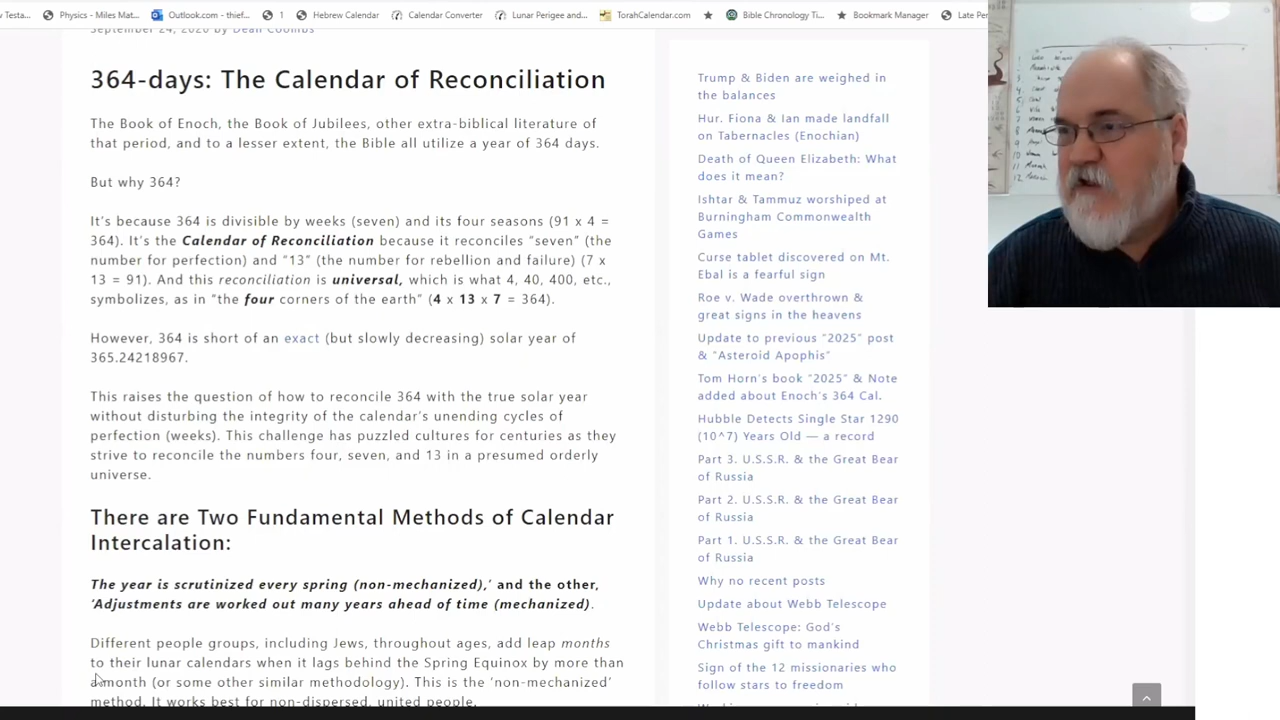 w Testa...
Physics - Miles Mat...
Outlook.com - thief...
1
Hebrew Calendar
Calendar Converter
Lunar Perigee and...
TorahCalendar.com
Bible Chronology Ti...
Bookmark Manager
Late Per
September 24, 2020 by Dean Coombs
364-days: The Calendar of Reconciliation
The Book of Enoch, the Book of Jubilees, other extra-biblical literature of
that period, and to a lesser extent, the Bible all utilize a year of 364 days.
But why 364?
It's because 364 is divisible by weeks (seven) and its four seasons (91 x 4 =
364). It's the Calendar of Reconciliation because it reconciles "seven" (the
number for perfection) and "13" (the number for rebellion and failure) (7 x
13 = 91). And this reconciliation is universal, which is what 4, 40, 400, etc.,
symbolizes, as in "the four corners of the earth" (4 x 13 x 7 = 364).
However, 364 is short of an exact (but slowly decreasing) solar year of
365.24218967.
This raises the question of how to reconcile 364 with the true solar year
without disturbing the integrity of the calendar's unending cycles of
perfection (weeks). This challenge has puzzled cultures for centuries as they
strive to reconcile the numbers four, seven, and 13 in a presumed orderly
universe.
There are Two Fundamental Methods of Calendar
Intercalation:
The year is scrutinized every spring (non-mechanized),' and the other,
'Adjustments are worked out many years ahead of time (mechanized).
Different people groups, including Jews, throughout ages, add leap months
to their lunar calendars when it lags behind the Spring Equinox by more than
a month (or some other similar methodology). This is the 'non-mechanized'
method. It works best for non-dispersed, united people.
Trump & Biden are weighed in
the balances
Hur. Fiona & Ian made landfall
on Tabernacles (Enochian)
Death of Queen Elizabeth: What
does it mean?
Ishtar & Tammuz worshiped at
Burningham Commonwealth
Games
Curse tablet discovered on Mt.
Ebal is a fearful sign
Roe v. Wade overthrown &
great signs in the heavens
Update to previous "2025" post
& "Asteroid Apophis"
Tom Horn's book "2025" & Note
added about Enoch's 364 Cal.
Hubble Detects Single Star 1290
(10^7) Years Old — a record
Part 3. U.S.S.R. & the Great Bear
of Russia
Part 2. U.S.S.R. & the Great Bear
of Russia
Part 1. U.S.S.R. & the Great Bear
of Russia
Why no recent posts
Update about Webb Telescope
Webb Telescope: God's
Christmas gift to mankind
Sign of the 12 missionaries who
follow stars to freedom